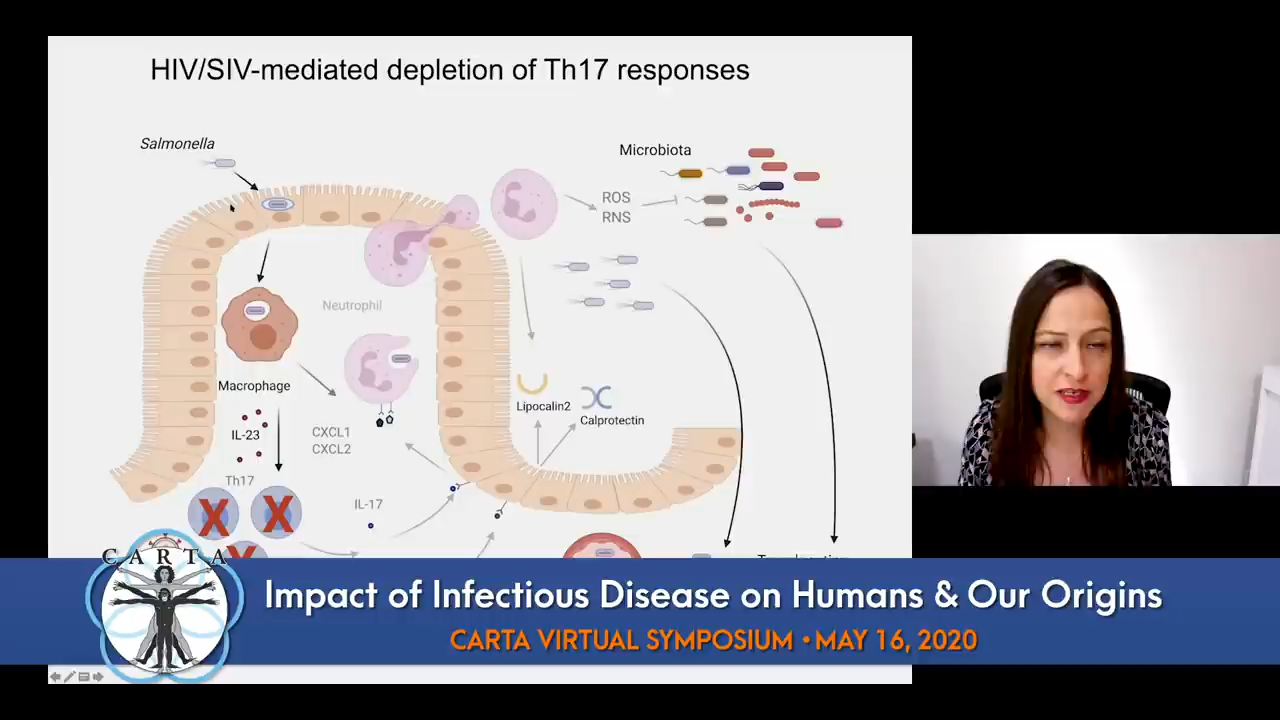 HIV/SIV-mediated depletion of Th17 responses
Salmonella
Microbiota
ROS
RNS
Neutrophil
Macrophage
IL-23
CXCL1
CXCL2
Lipocalin2
Calprotectin
Th17
X X
IL-17
X
CARTA
Impact of Infectious Disease on Humans & Our Origins
CARTA VIRTUAL SYMPOSIUM • MAY 16, 2020